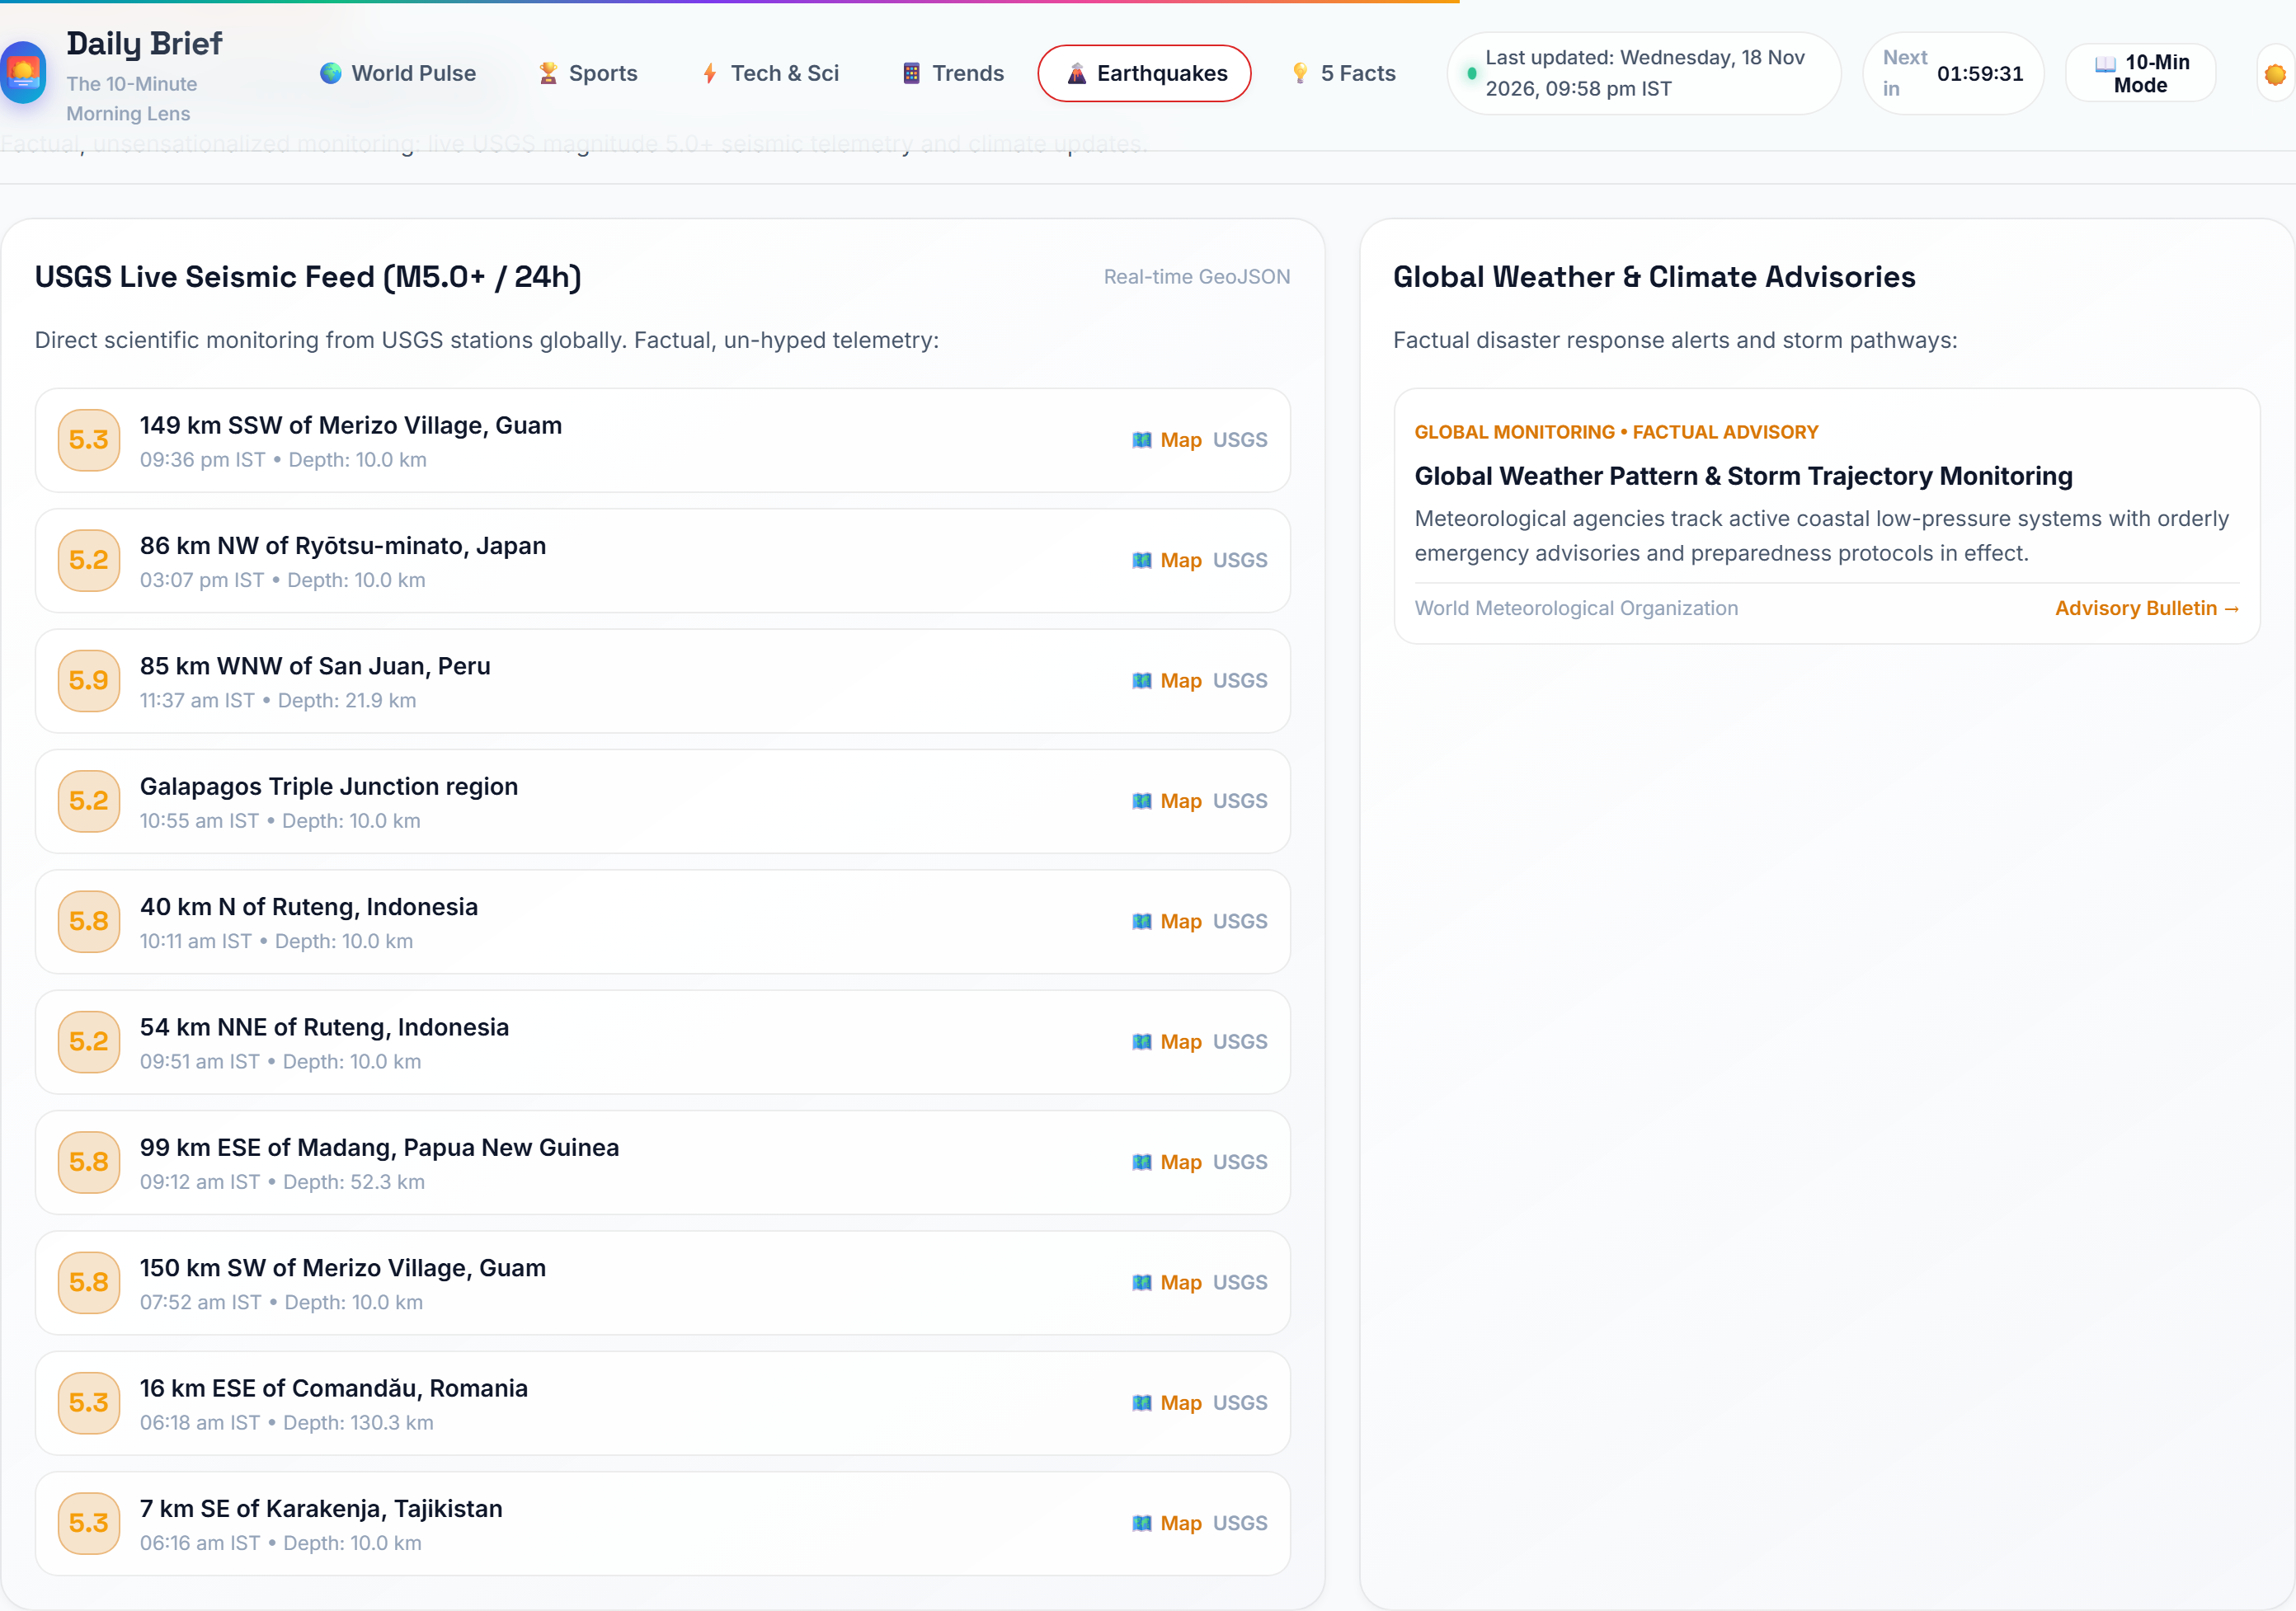 Daily Brief
The 10-Minute
Morning Lens
World Pulse
Sports
Tech & Sci
Trends
Earthquakes
5 Facts
Last updated: Wednesday, 18 Nov
2026, 09:58 pm IST
Next
in
01:59:31
10-Min
Mode
Factual, unsensationalized monitoring: live USGS magnitude 5.0+ seismic telemetry and climate updates.
USGS Live Seismic Feed (M5.0+ / 24h)
Real-time GeoJSON
Direct scientific monitoring from USGS stations globally. Factual, un-hyped telemetry:
5.3
149 km SSW of Merizo Village, Guam
09:36 pm IST • Depth: 10.0 km
Map USGS
5.2
86 km NW of Ryōtsu-minato, Japan
03:07 pm IST • Depth: 10.0 km
Map USGS
5.9
85 km WNW of San Juan, Peru
11:37 am IST • Depth: 21.9 km
Map USGS
5.2
Galapagos Triple Junction region
10:55 am IST • Depth: 10.0 km
Map USGS
5.8
40 km N of Ruteng, Indonesia
10:11 am IST • Depth: 10.0 km
Map USGS
5.2
54 km NNE of Ruteng, Indonesia
09:51 am IST • Depth: 10.0 km
Map USGS
5.8
99 km ESE of Madang, Papua New Guinea
09:12 am IST • Depth: 52.3 km
Map USGS
5.8
150 km SW of Merizo Village, Guam
07:52 am IST • Depth: 10.0 km
Map USGS
5.3
16 km ESE of Comandău, Romania
06:18 am IST • Depth: 130.3 km
Map USGS
5.3
7 km SE of Karakenja, Tajikistan
06:16 am IST • Depth: 10.0 km
Map USGS
Global Weather & Climate Advisories
Factual disaster response alerts and storm pathways:
GLOBAL MONITORING • FACTUAL ADVISORY
Global Weather Pattern & Storm Trajectory Monitoring
Meteorological agencies track active coastal low-pressure systems with orderly
emergency advisories and preparedness protocols in effect.
World Meteorological Organization
Advisory Bulletin →